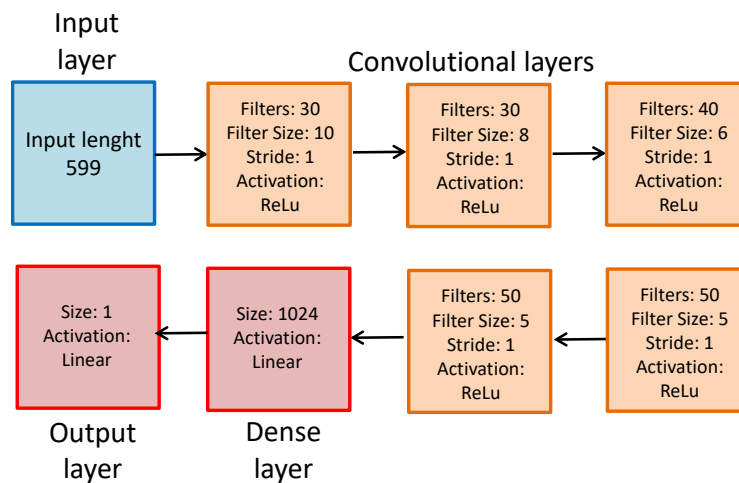 Input
layer
Convolutional layers
Input lenght
599
Filters: 30
Filter Size: 10
Stride: 1
Activation:
ReLu
Filters: 30
Filter Size: 8
Stride: 1
Activation:
ReLu
Filters: 40
Filter Size: 6
Stride: 1
Activation:
ReLu
Size: 1
Activation:
Linear
Size: 1024
Activation:
Linear
Filters: 50
Filter Size: 5
Stride: 1
Activation:
ReLu
Filters: 50
Filter Size: 5
Stride: 1
Activation:
ReLu
Output
layer
Dense
layer